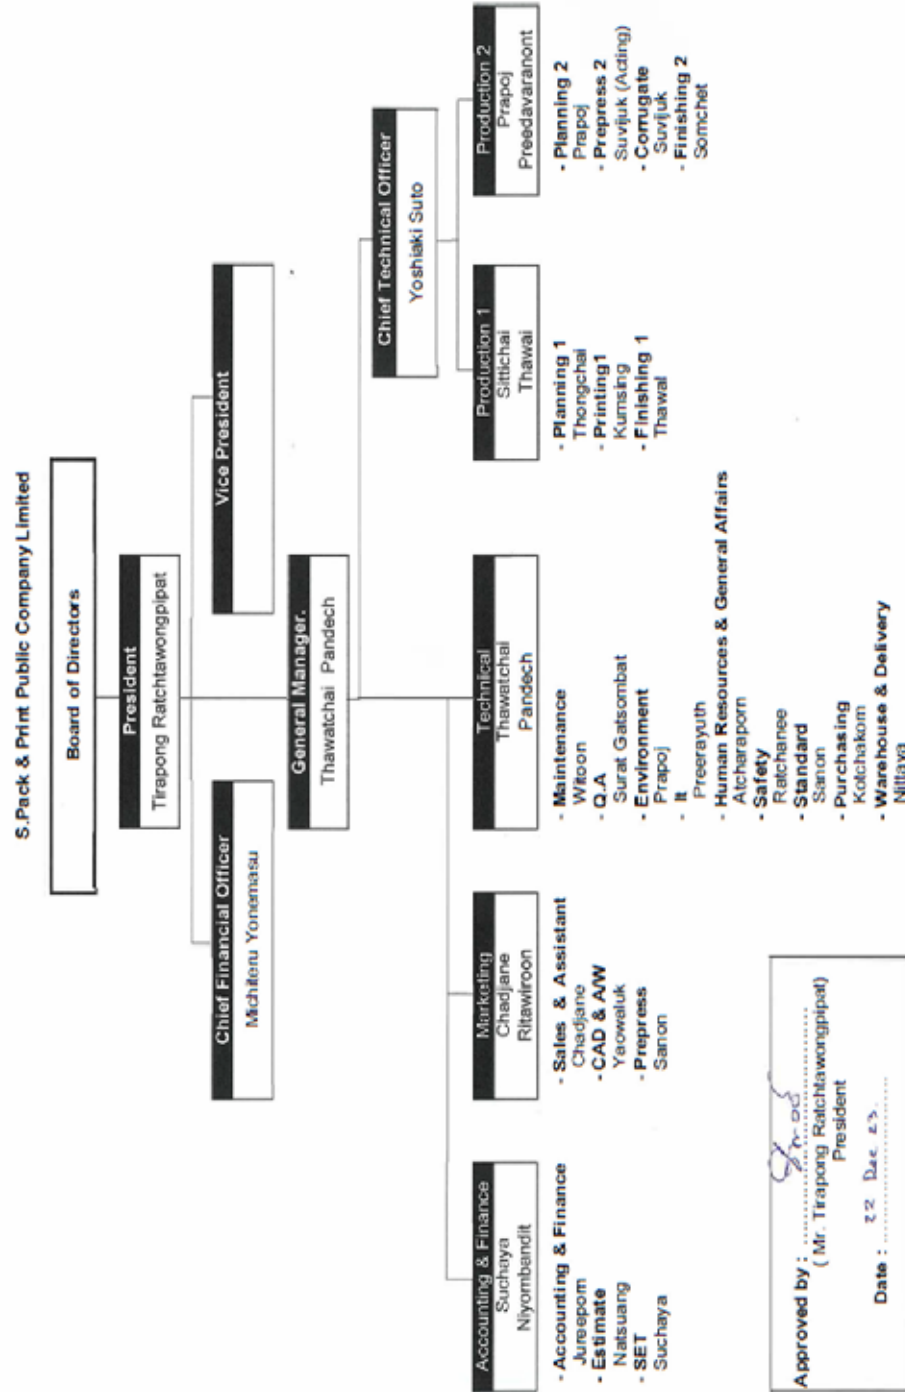 S.Pack & Print Public Company Limited
Board of Directors
President
Tirapong Ratchtawongpipat
Chief Financial Officer
Michiteru Yonemasu
Vice President
General Manager.
Thawatchai Pandech
Chief Technical Officer
Yoshiaki Suto
Accounting & Finance
Suchaya
Niyombandit
- Accounting & Finance
Jureeporn
- Estimate
Natsuang
- SET
Suchaya
Marketing
Chadjane
Ritawiroon
- Sales & Assistant
Chadjane
- CAD & A/W
Yaowaluk
- Prepress
Sanon
Technical
Thawatchai
Pandech
- Maintenance
Witoon
- Q.A
Surat Gatsombat
- Environment
Prapoj
- It
Preerayuth
- Human Resources & General Affairs
Atcharaporn
- Safety
Ratchanee
- Standard
Sanon
- Purchasing
Kotchakorn
- Warehouse & Delivery
Nittaya
Production 1
Sittichai
Thawai
- Planning 1
Thongchai
- Printing1
Kumsing
- Finishing 1
Thawal
Production 2
Prapoj
Preedavaranont
- Planning 2
Prapoj
- Prepress 2
Suvijuk (Acting)
- Corrugate
Suvijuk
- Finishing 2
Somchet
Approved by :
( Mr. Tirapong Ratchtawongpipat)
President
Date : 22 Dec 23.